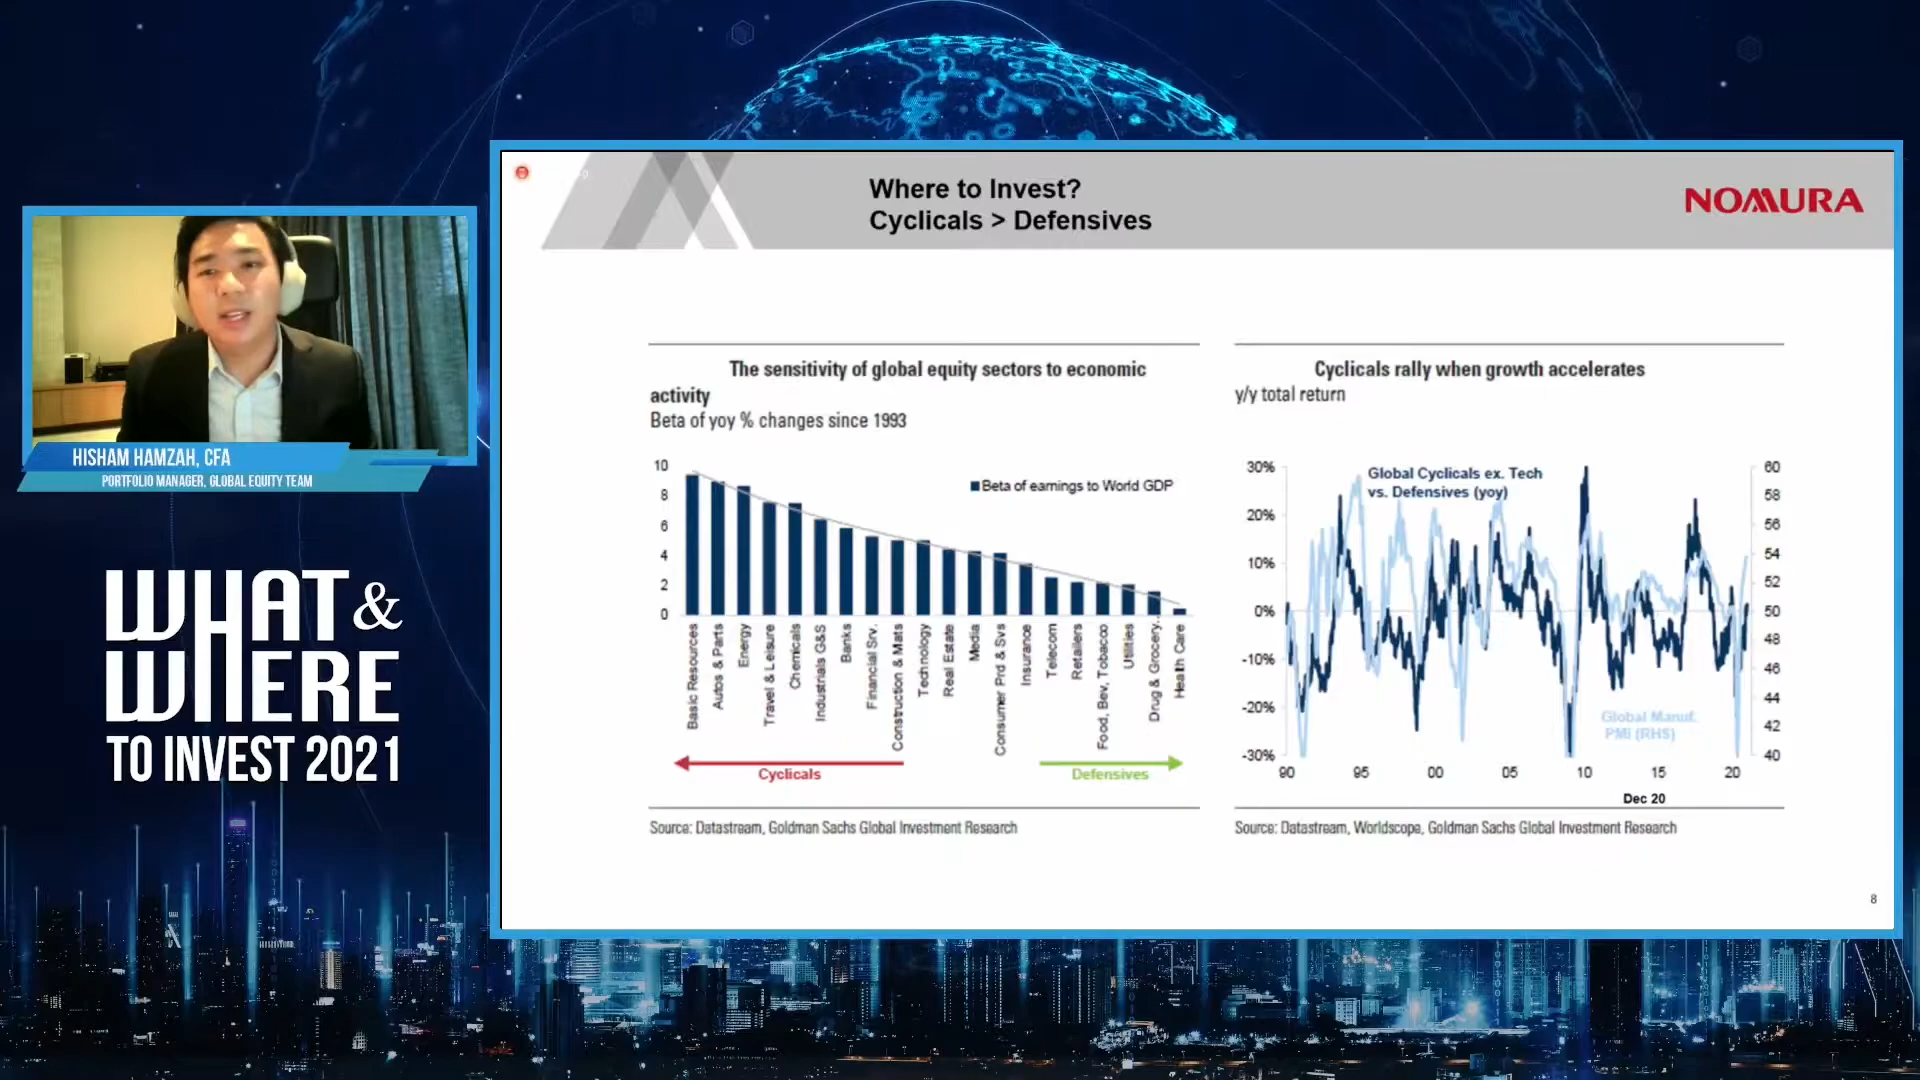 Where to Invest?
Cyclicals > Defensives
NOMURA
HISHAM HAMZAH, CFA
PORTFOLIO MANAGER, GLOBAL EQUITY TEAM
WHAT &
WHERE
TO INVEST 2021
The sensitivity of global equity sectors to economic
activity
Beta of yoy % changes since 1993
10
8
6
4
2
0
Beta of earnings to World GDP
Basic Resources
Autos & Parts
Energy
Travel & Leisure
Chemicals
Industrials G&S
Banks
Financial Srv.
Construction & Mats
Technology
Real Estate
Media
Consumer Prd & Svs
Insurance
Telecom
Retailers
Food, Bev, Tobacco
Utilities
Drug & Grocery...
Health Care
Cyclicals
Defensives
Source: Datastream, Goldman Sachs Global Investment Research
Cyclicals rally when growth accelerates
y/y total return
30%
20%
10%
0%
-10%
-20%
-30%
Global Cyclicals ex. Tech
vs. Defensives (yoy)
60
58
56
54
52
50
48
46
44
42
40
Global Manuf.
PMI (RHS)
90 95 00 05 10 15 20
Dec 20
Source: Datastream, Worldscope, Goldman Sachs Global Investment Research
8